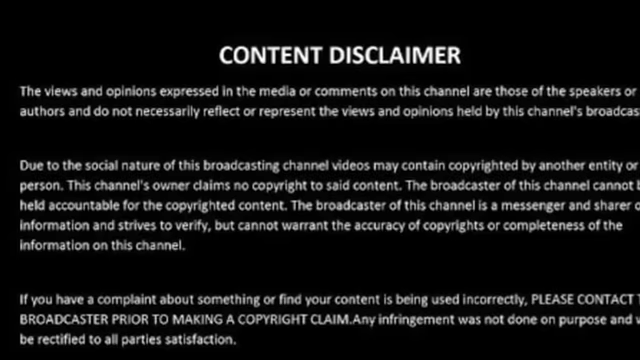 CONTENT DISCLAIMER
The views and opinions expressed in the media or comments on this channel are those of the speakers or
authors and do not necessarily reflect or represent the views and opinions held by this channel's broadcas
Due to the social nature of this broadcasting channel videos may contain copyrighted by another entity or
person. This channel's owner claims no copyright to said content. The broadcaster of this channel cannot b
held accountable for the copyrighted content. The broadcaster of this channel is a messenger and sharer o
information and strives to verify, but cannot warrant the accuracy of copyrights or completeness of the
information on this channel.
If you have a complaint about something or find your content is being used incorrectly, PLEASE CONTACT T
BROADCASTER PRIOR TO MAKING A COPYRIGHT CLAIM.Any infringement was not done on purpose and w
be rectified to all parties satisfaction.